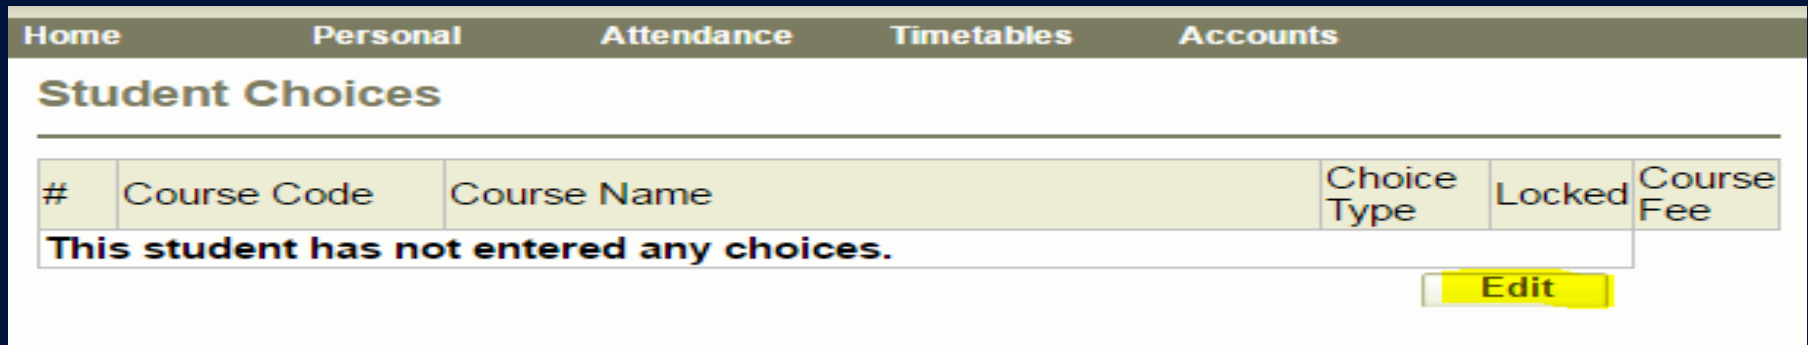 Home Personal Attendance Timetables Accounts
Student Choices
# Course Code Course Name Choice Type Locked Course Fee
This student has not entered any choices.
Edit